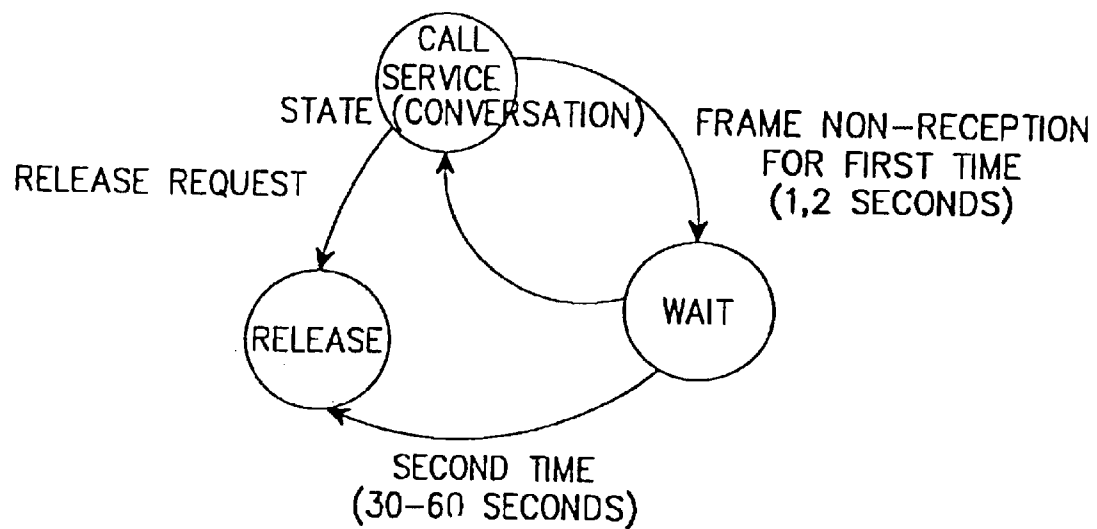 CALL
SERVICE
STATE (CONVERSATION)
FRAME NON-RECEPTION
FOR FIRST TIME
(1,2 SECONDS)
RELEASE REQUEST
WAIT
RELEASE
SECOND TIME
(30-60 SECONDS)